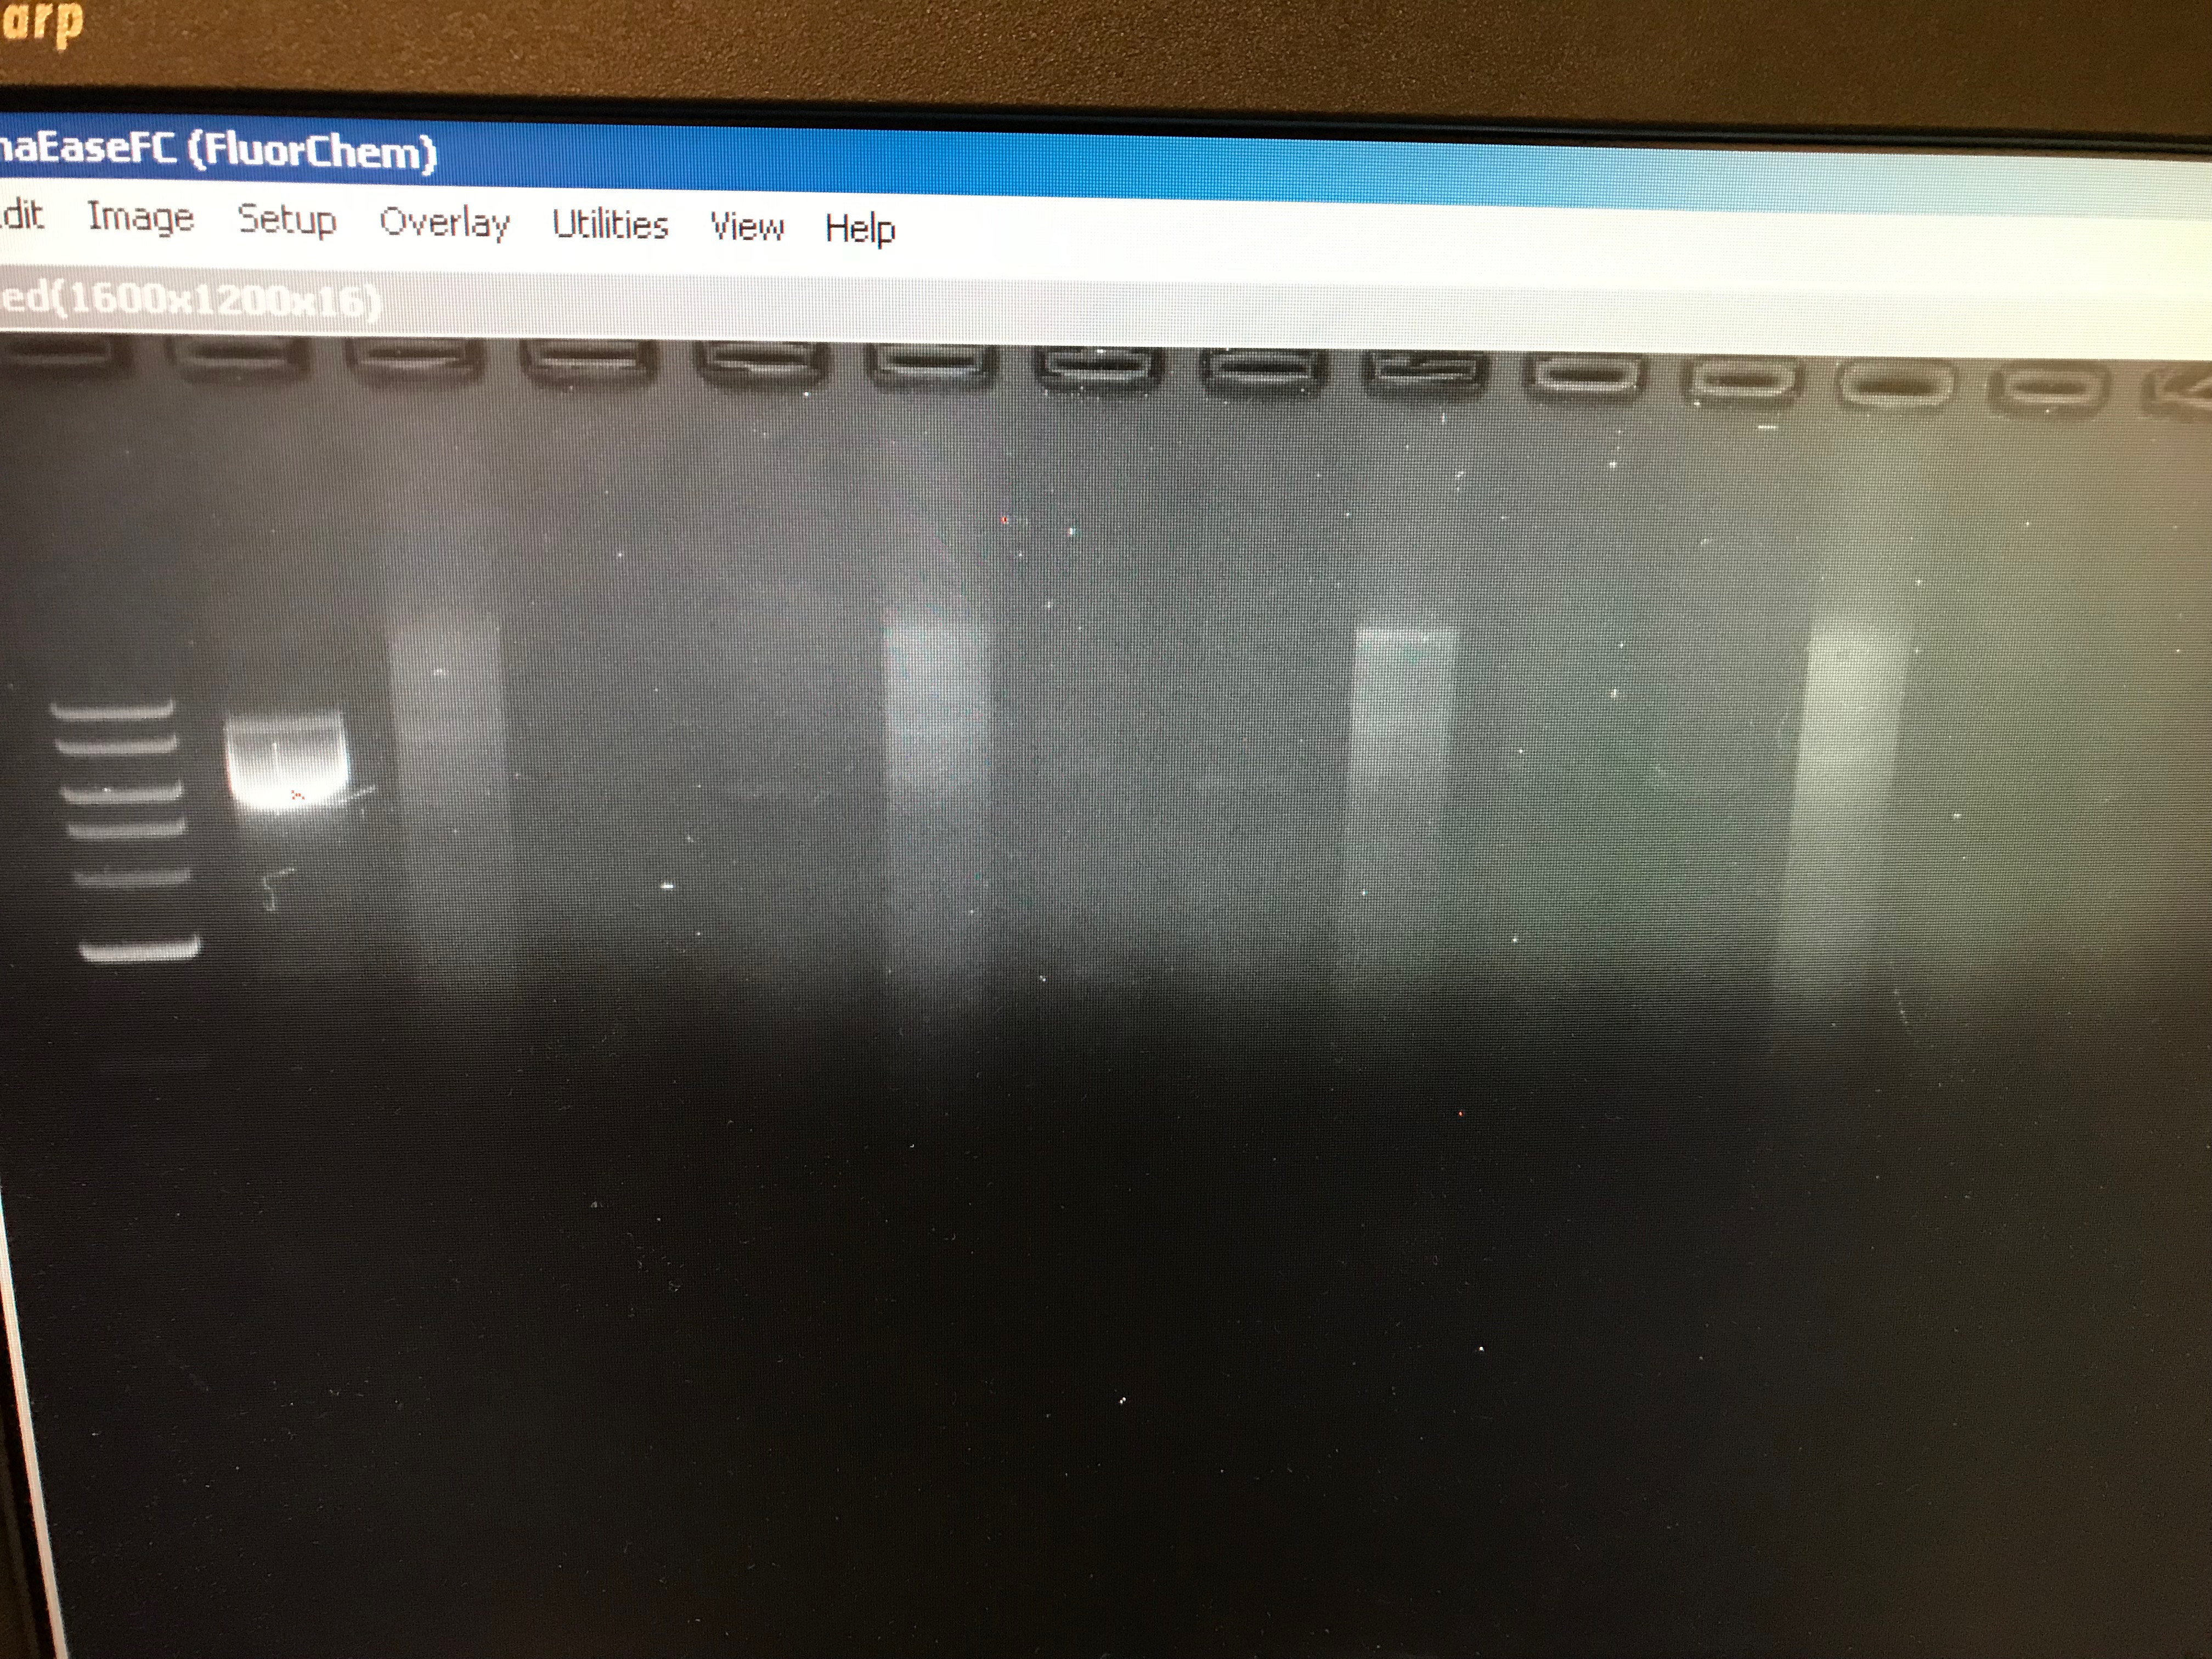 arp
naEaseFC (FluorChem)
dit Image Setup Overlay Utilities View Help
ed(1600x1200x16)